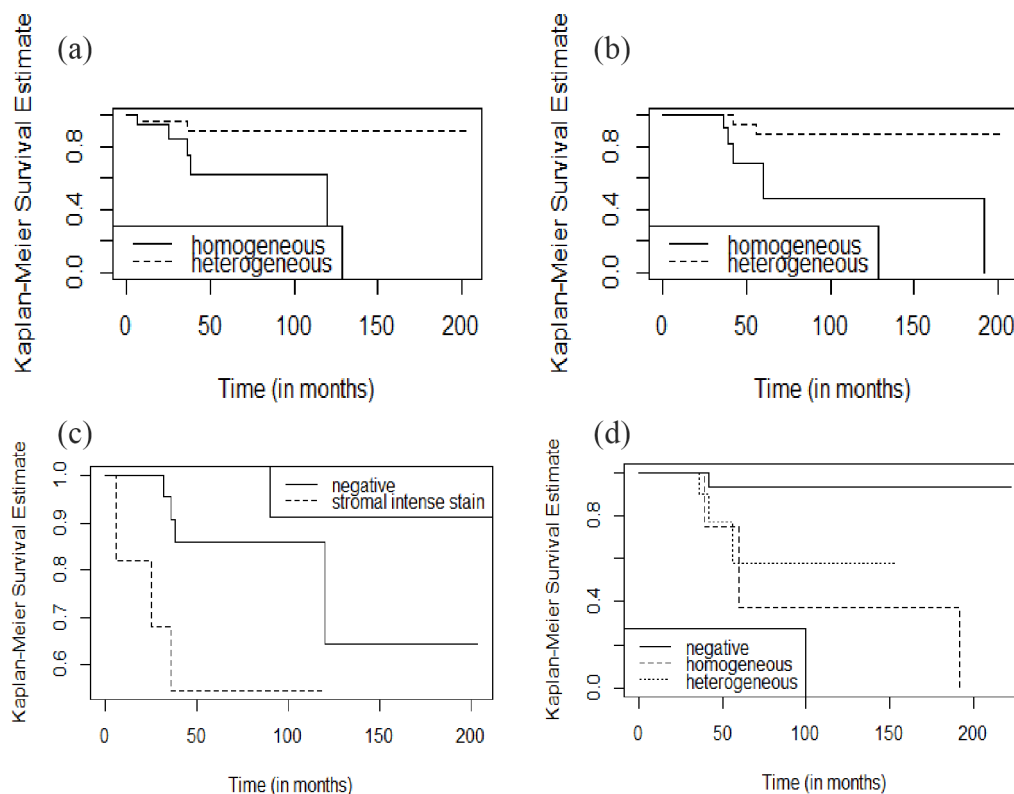 (a)
Kaplan-Meier Survival Estimate
0.8
0.4
0.0
homogeneous
heterogeneous
0 50 100 150 200
Time (in months)
(b)
Kaplan-Meier Survival Estimate
0.8
0.4
0.0
homogeneous
heterogeneous
0 50 100 150 200
Time (in months)
(c)
Kaplan-Meier Survival Estimate
1.0
0.9
0.8
0.7
0.6
negative
stromal intense stain
0 50 100 150 200
Time (in months)
(d)
Kaplan-Meier Survival Estimate
0.8
0.4
0.0
negative
homogeneous
heterogeneous
0 50 100 150 200
Time (in months)